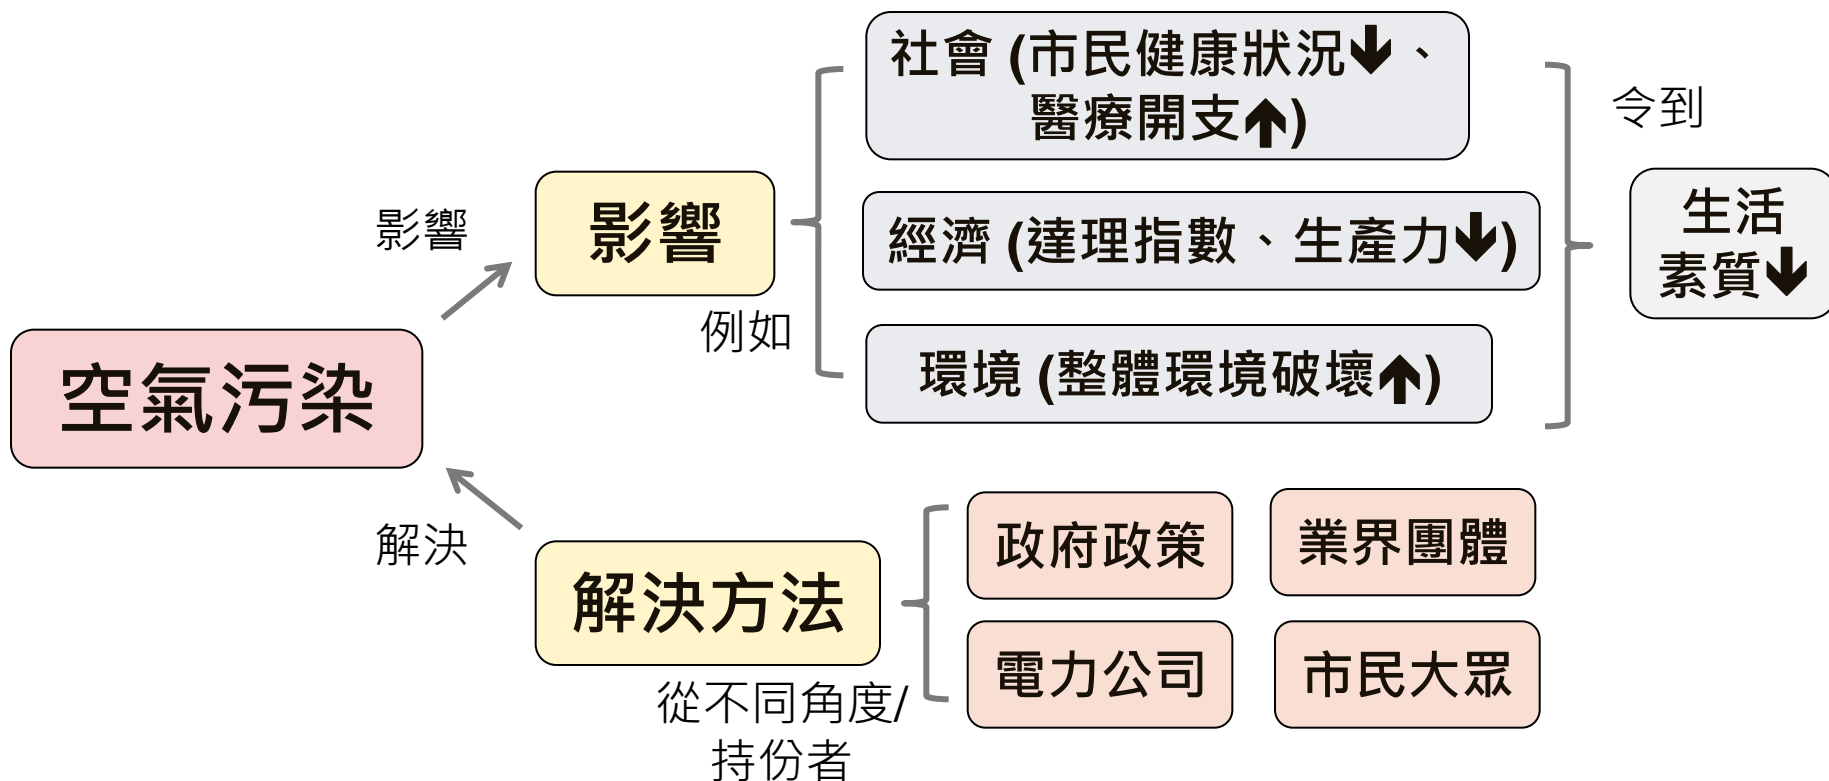 社會 (市民健康狀況🡫、
醫療開支🡩)
令到
影響
影響
經濟 (達理指數、生產力🡫)
生活
素質🡫
例如
環境 (整體環境破壞🡩)
空氣污染
解決
解決方法
從不同角度/
持份者
政府政策
業界團體
電力公司
市民大眾